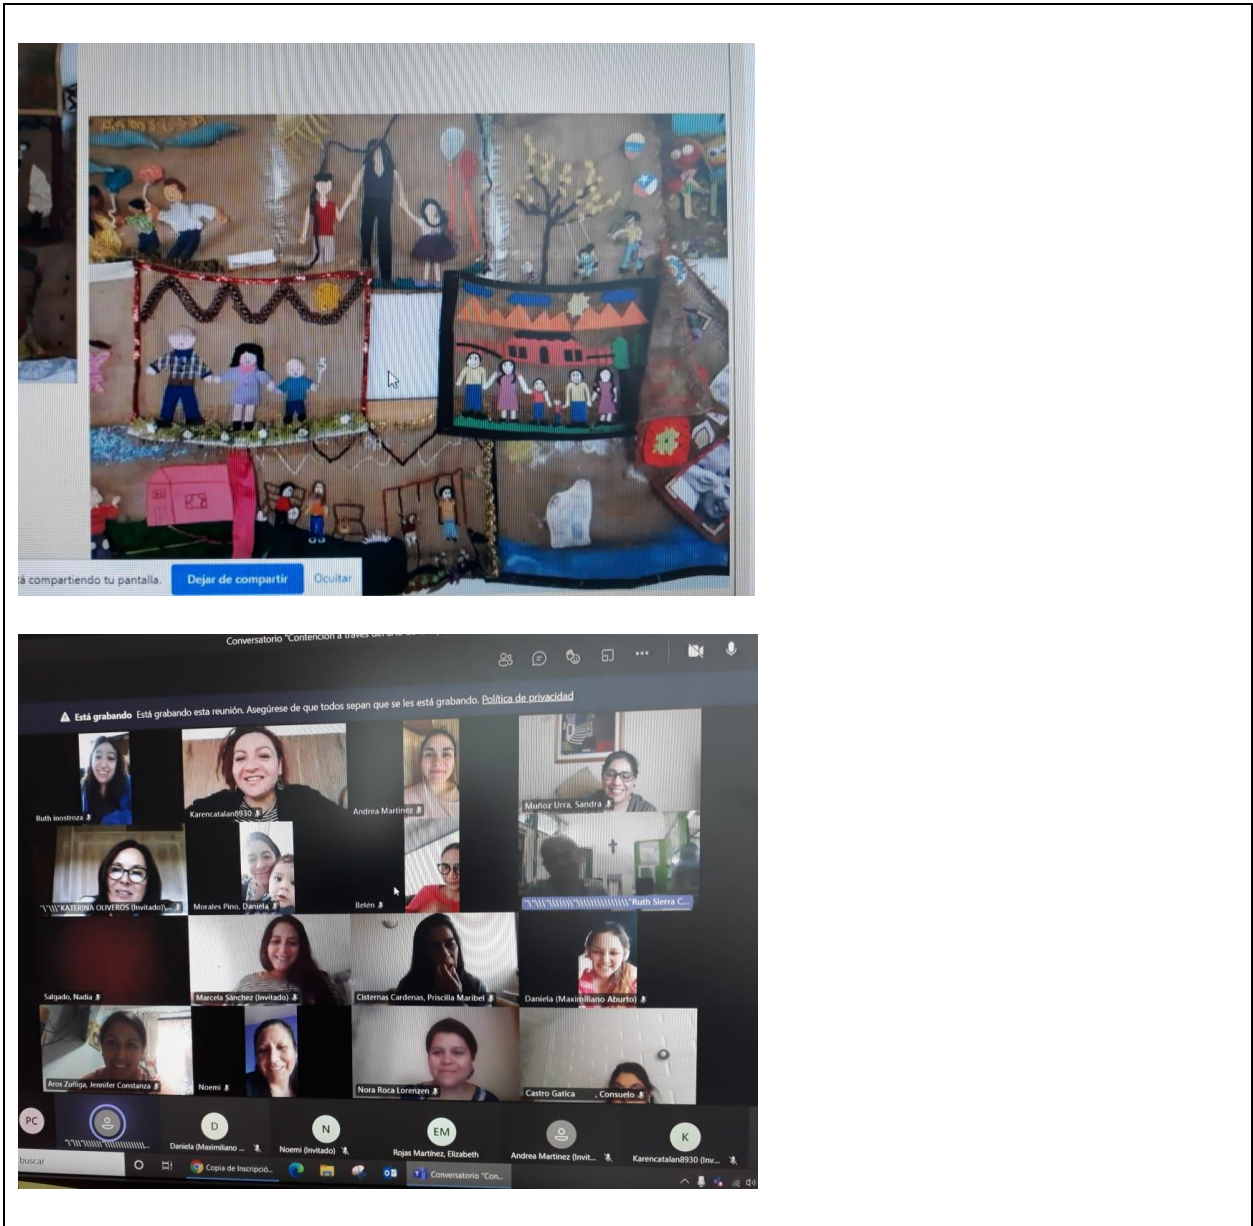 á compartiendo tu pantalla.
Dejar de compartir
Ocultar
Conversatorio "Contención a través del arte de
Está grabando Está grabando esta reunión. Asegúrese de que todos sepan que se les está grabando. Política de privacidad
Ruth inostroza
Karencatalan8930
Andrea Martinez
Muñoz Urra, Sandra
KATERINA OLIVEROS (Invitado)
Morales Pino, Daniela
Belén
Ruth Sierra C...
Salgado, Nadia
Marcela Sánchez (Invitado)
Cisternas Cardenas, Priscilla Maribel
Daniela (Maximiliano Aburto)
Aros Zuñiga, Jennifer Constanza
Noemi
Nora Roca Lorenzen
Castro Gatica , Consuelo
PC
D
N
EM
K
Daniela (Maximiliano ...
Noemi (Invitado)
Rojas Martínez, Elizabeth
Andrea Martinez (Invit...
Karencatalan8930 (Inv...
buscar
Copia de Inscripció...
Conversatorio "Con...